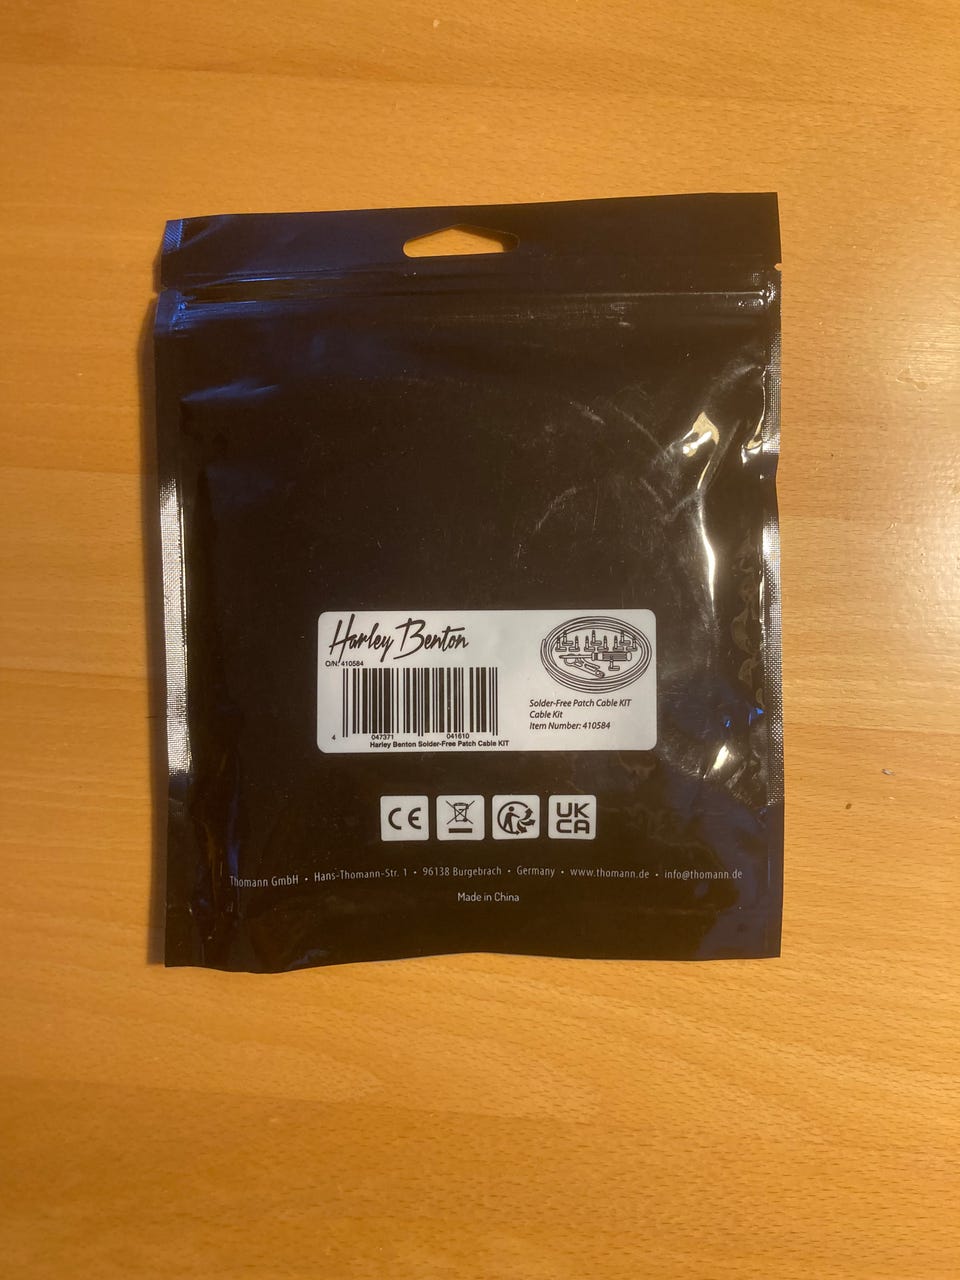 Harley Benton
O/N: 410584
4 047371 041610
Harley Benton Solder-Free Patch Cable KIT
Solder-Free Patch Cable KIT
Cable Kit
Item Number: 410584
CE
UK
CA
Thomann GmbH • Hans-Thomann-Str. 1 • 96138 Burgebrach • Germany • www.thomann.de • info@thomann.de
Made in China